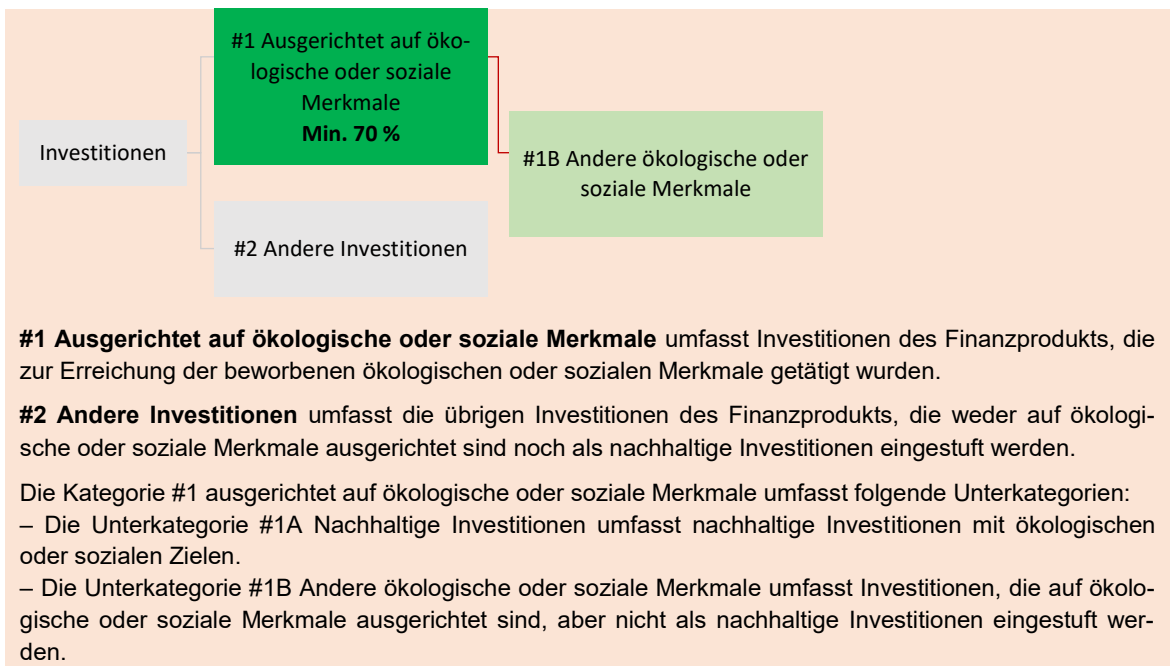 #1 Ausgerichtet auf öko-
logische oder soziale
Merkmale
Min. 70 %
Investitionen
#1B Andere ökologische oder
soziale Merkmale
#2 Andere Investitionen
#1 Ausgerichtet auf ökologische oder soziale Merkmale umfasst Investitionen des Finanzprodukts, die
zur Erreichung der beworbenen ökologischen oder sozialen Merkmale getätigt wurden.
#2 Andere Investitionen umfasst die übrigen Investitionen des Finanzprodukts, die weder auf ökologi-
sche oder soziale Merkmale ausgerichtet sind noch als nachhaltige Investitionen eingestuft werden.
Die Kategorie #1 ausgerichtet auf ökologische oder soziale Merkmale umfasst folgende Unterkategorien:
– Die Unterkategorie #1A Nachhaltige Investitionen umfasst nachhaltige Investitionen mit ökologischen
oder sozialen Zielen.
– Die Unterkategorie #1B Andere ökologische oder soziale Merkmale umfasst Investitionen, die auf ökolo-
gische oder soziale Merkmale ausgerichtet sind, aber nicht als nachhaltige Investitionen eingestuft wer-
den.